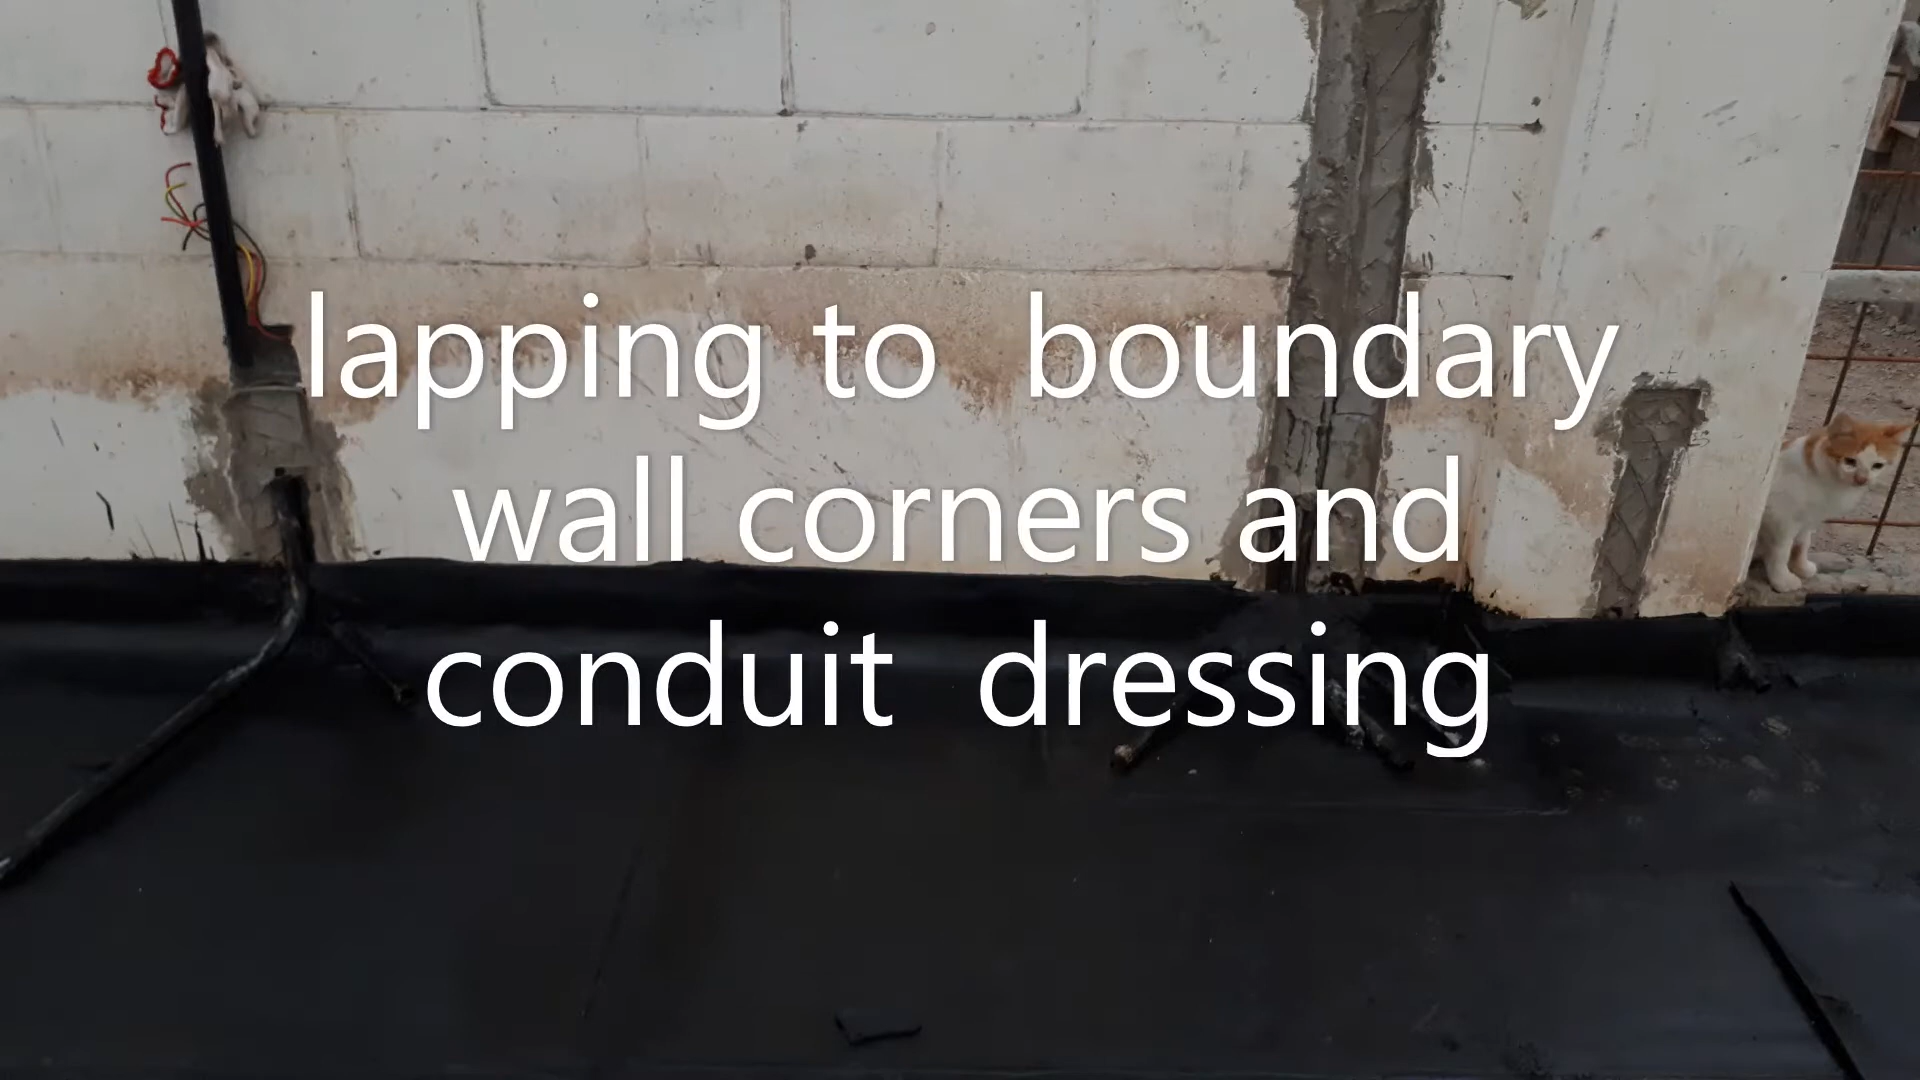 lapping to boundary
wall corners and
conduit dressing